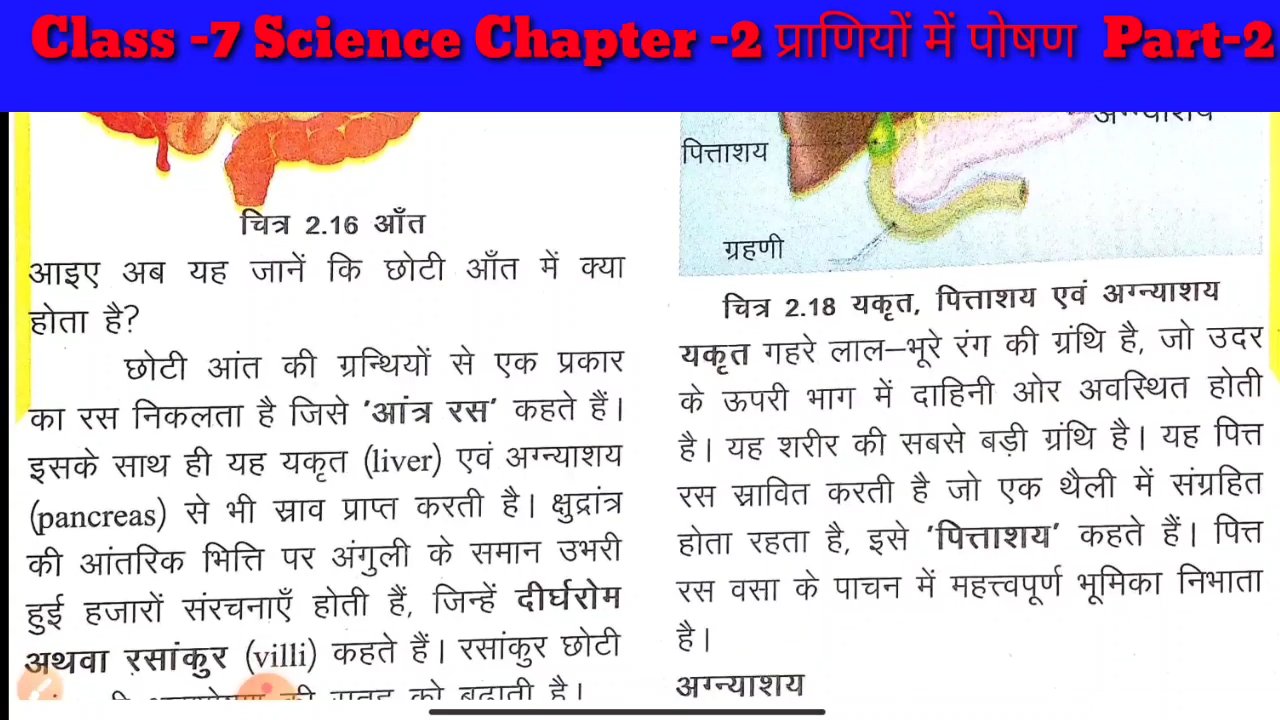 Class -7 Science Chapter -2 प्राणियों में पोषण Part-2
चित्र 2.16 आँत
आइए अब यह जानें कि छोटी आँत में क्या
होता है?
छोटी आंत की ग्रन्थियों से एक प्रकार
का रस निकलता है जिसे 'आंत्र रस' कहते हैं।
इसके साथ ही यह यकृत (liver) एवं अग्न्याशय
(pancreas) से भी स्राव प्राप्त करती है। क्षुद्रांत्र
की आंतरिक भित्ति पर अंगुली के समान उभरी
हुई हजारों संरचनाएँ होती हैं, जिन्हें दीर्घरोम
अथवा रसांकुर (villi) कहते हैं। रसांकुर छोटी
की सतह को बढ़ाती है।
अग्न्याशय
पित्ताशय
ग्रहणी
चित्र 2.18 यकृत, पित्ताशय एवं अग्न्याशय
यकृत गहरे लाल–भूरे रंग की ग्रंथि है, जो उदर
के ऊपरी भाग में दाहिनी ओर अवस्थित होती
है। यह शरीर की सबसे बड़ी ग्रंथि है। यह पित्त
रस स्रावित करती है जो एक थैली में संग्रहित
होता रहता है, इसे 'पित्ताशय' कहते हैं। पित्त
रस वसा के पाचन में महत्त्वपूर्ण भूमिका निभाता
है।
अग्न्याशय